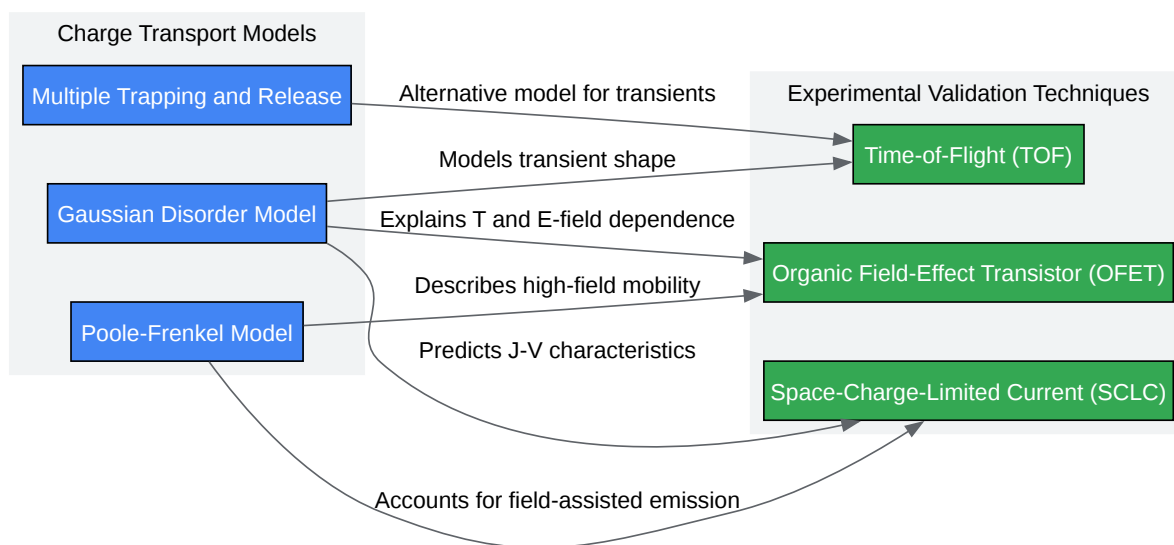 Charge Transport Models
Multiple Trapping and Release
Gaussian Disorder Model
Poole-Frenkel Model
Alternative model for transients
Models transient shape
Explains T and E-field dependence
Describes high-field mobility
Predicts J-V characteristics
Accounts for field-assisted emission
Experimental Validation Techniques
Time-of-Flight (TOF)
Organic Field-Effect Transistor (OFET)
Space-Charge-Limited Current (SCLC)